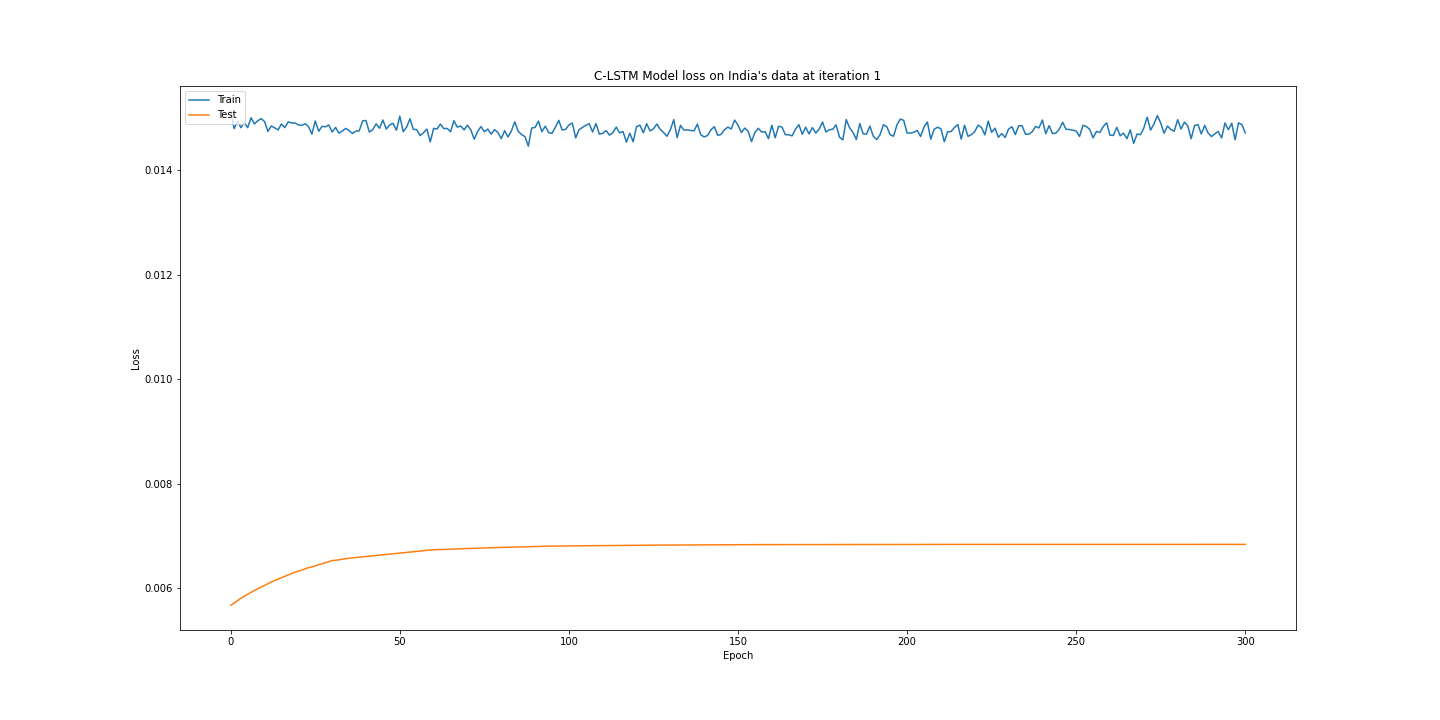 C-LSTM Model loss on India's data at iteration 1
Train
Test
0.014
0.012
0.010
0.008
0.006
Loss
0 50 100 150 200 250 300
Epoch